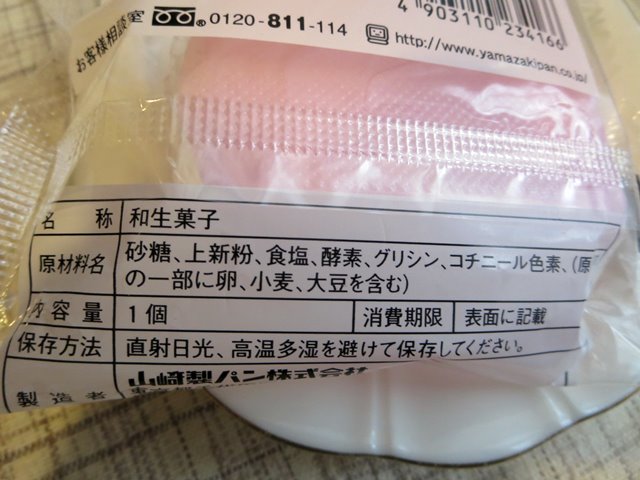 お客様相談室 0120-811-114
4 903110 234166
http://www.yamazakipan.co.jp/
名 称 和生菓子
原材料名 砂糖、上新粉、食塩、酵素、グリシン、コチニール色素、(原
の一部に卵、小麦、大豆を含む)
内容量 1個 消費期限 表面に記載
保存方法 直射日光、高温多湿を避けて保存してください。
製造者 山崎製パン株式会社